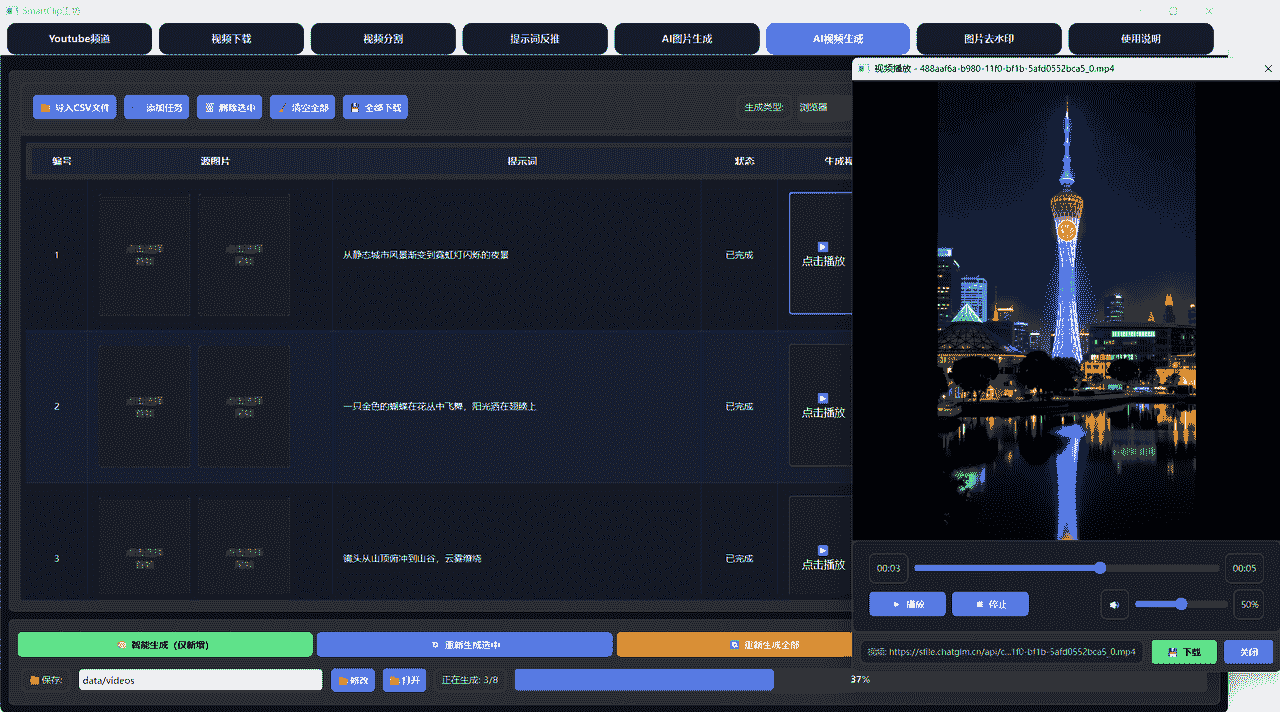 SmartClip工坊
Youtube频道 视频下载 视频分割 提示词反推 AI图片生成 AI视频生成 图片去水印 使用说明
视频播放 - 488aaf6a-b980-11f0-bf1b-5afd0552bca5_0.mp4
导入CSV文件 添加任务 删除选中 清空全部 全部下载 生成类型: 浏览器
编号 源图片 提示词 状态
1 从静态城市风景渐变到霓虹灯闪烁的夜景 已完成 点击播放
2 一只金色的蝴蝶在花丛中飞舞，阳光洒在翅膀上 已完成 点击播放
3 镜头从山顶俯冲到山谷，云雾缭绕 已完成 点击播放
00:03 00:05
播放 停止 50%
智能生成（仅新增） 重新生成选中 重新生成全部
视频: https://sfile.chatglm.cn/api/c...1f0-bf1b-5afd0552bca5_0.mp4 下载 关闭
保存: data/videos 修改 打开 正在生成: 3/8 37%